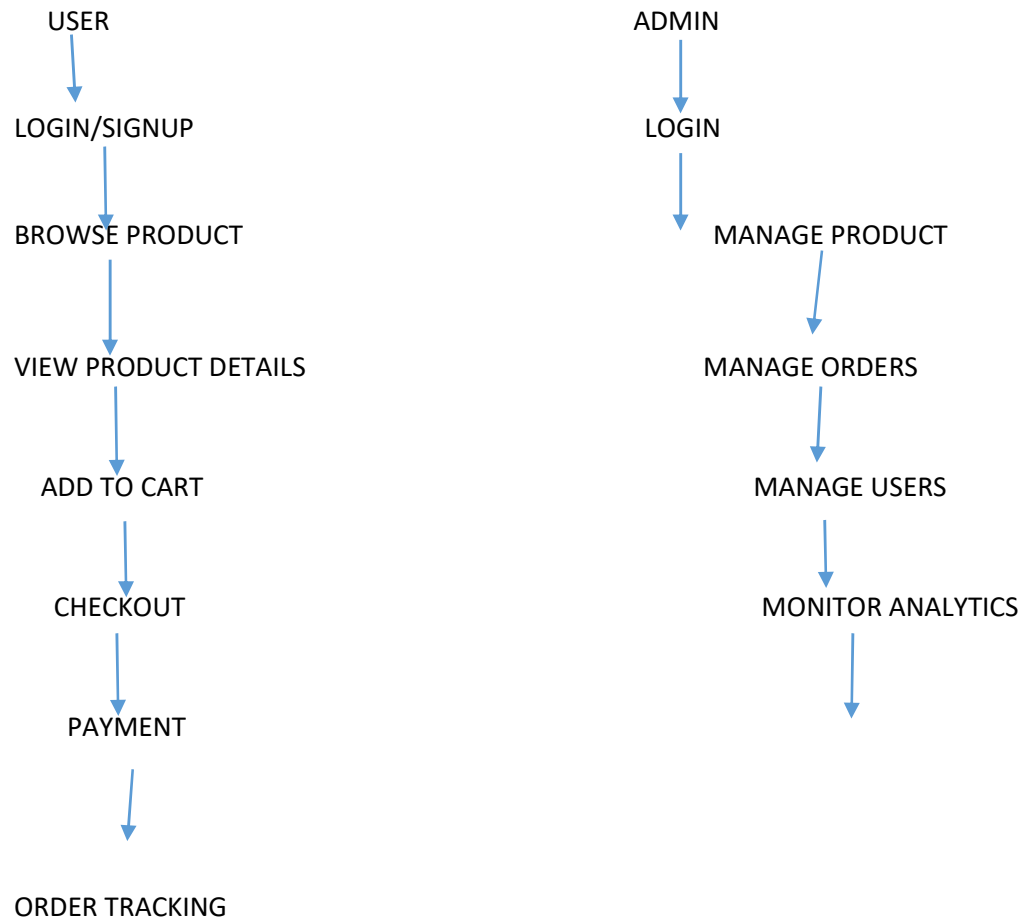 USER
ADMIN
LOGIN/SIGNUP
LOGIN
BROWSE PRODUCT
MANAGE PRODUCT
VIEW PRODUCT DETAILS
MANAGE ORDERS
ADD TO CART
MANAGE USERS
CHECKOUT
MONITOR ANALYTICS
PAYMENT
ORDER TRACKING